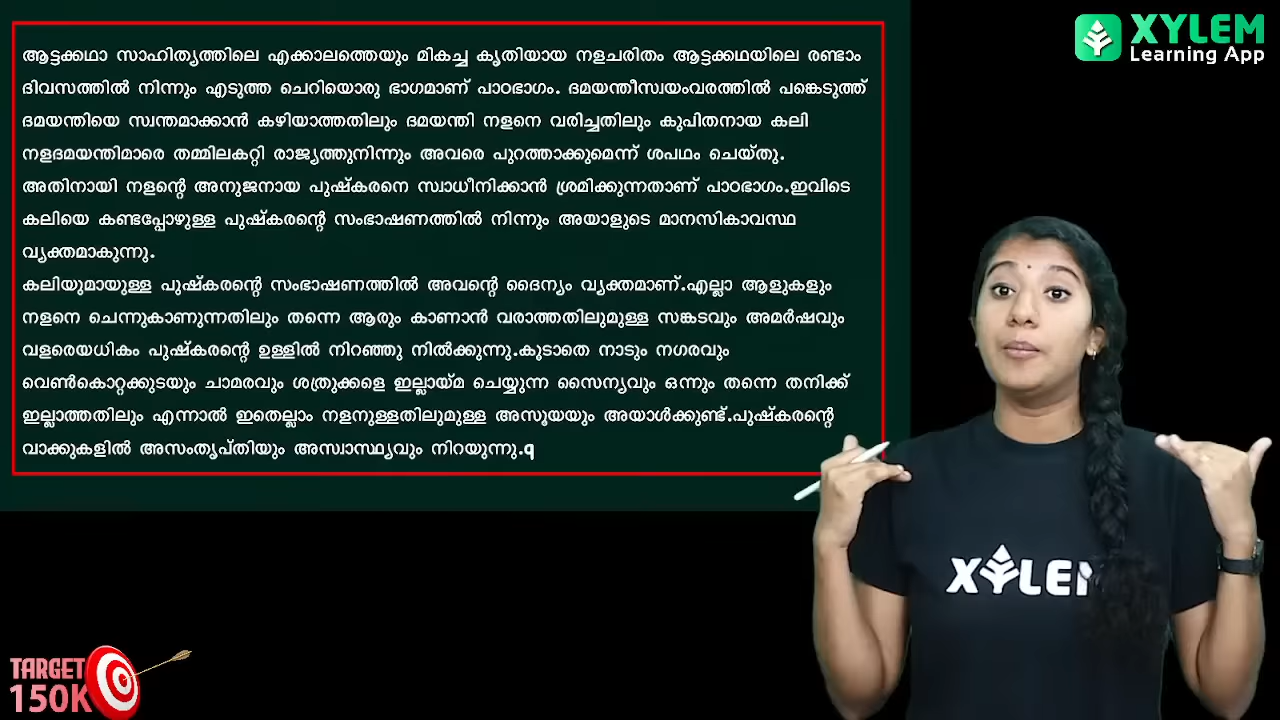 ആട്ടക്കഥാ സാഹിത്യത്തിലെ എക്കാലത്തെയും മികച്ച കൃതിയായ നളചരിതം ആട്ടക്കഥയിലെ രണ്ടാം
ദിവസത്തിൽ നിന്നും എടുത്ത ചെറിയൊരു ഭാഗമാണ് പാഠഭാഗം. ദമയന്തീസ്വയംവരത്തിൽ പങ്കെടുത്ത്
ദമയന്തിയെ സ്വന്തമാക്കാൻ കഴിയാത്തതിലും ദമയന്തി നളനെ വരിച്ചതിലും കുപിതനായ കലി
നളദമയന്തിമാരെ തമ്മിലകറ്റി രാജ്യത്തുനിന്നും അവരെ പുറത്താക്കുമെന്ന് ശപഥം ചെയ്തു.
അതിനായി നളന്റെ അനുജനായ പുഷ്കരനെ സ്വാധീനിക്കാൻ ശ്രമിക്കുന്നതാണ് പാഠഭാഗം.ഇവിടെ
കലിയെ കണ്ടപ്പോഴുള്ള പുഷ്കരന്റെ സംഭാഷണത്തിൽ നിന്നും അയാളുടെ മാനസികാവസ്ഥ
വ്യക്തമാകുന്നു.
കലിയുമായുള്ള പുഷ്കരന്റെ സംഭാഷണത്തിൽ അവന്റെ ദൈന്യം വ്യക്തമാണ്.എല്ലാ ആളുകളും
നളനെ ചെന്നുകാണുന്നതിലും തന്നെ ആരും കാണാൻ വരാത്തതിലുമുള്ള സങ്കടവും അമർഷവും
വളരെയധികം പുഷ്കരന്റെ ഉള്ളിൽ നിറഞ്ഞു നിൽക്കുന്നു.കൂടാതെ നാടും നഗരവും
വെൺകൊറ്റക്കുടയും ചാമരവും ശത്രുക്കളെ ഇല്ലായ്മ ചെയ്യുന്ന സൈന്യവും ഒന്നും തന്നെ തനിക്ക്
ഇല്ലാത്തതിലും എന്നാൽ ഇതെല്ലാം നളനുള്ളതിലുമുള്ള അസൂയയും അയാൾക്കുണ്ട്.പുഷ്കരന്റെ
വാക്കുകളിൽ അസംതൃപ്തിയും അസ്വാസ്ഥ്യവും നിറയുന്നു.q
XYLEM
Learning App
XYLEM
TARGET
150K